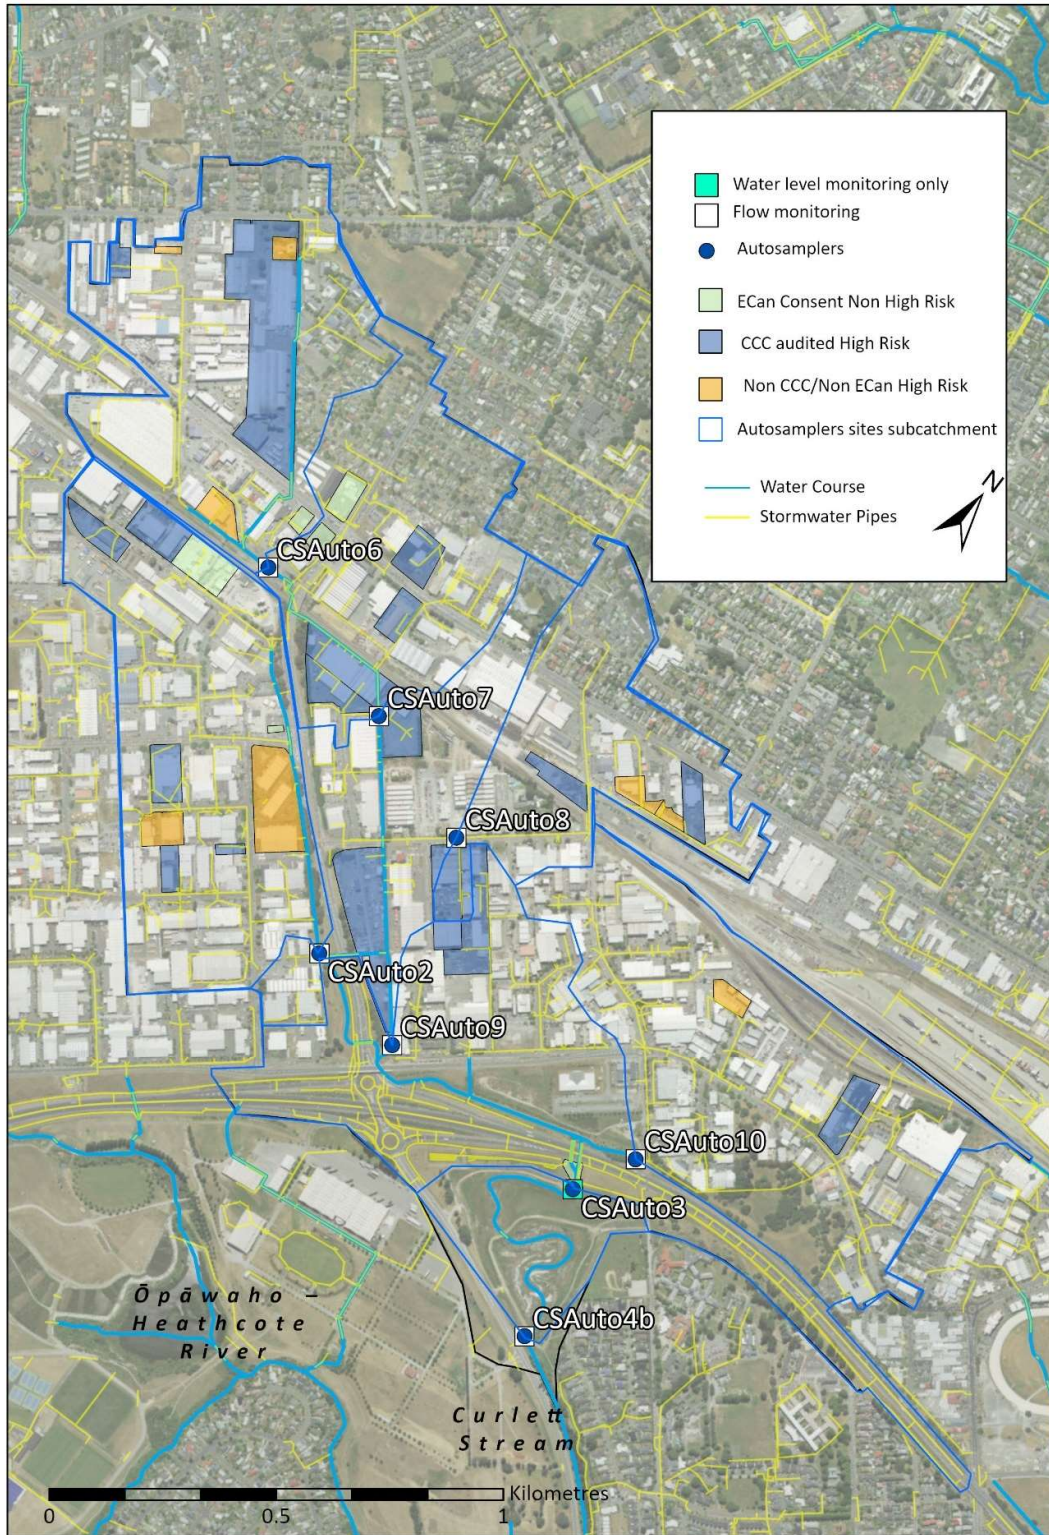 Water level monitoring only
Flow monitoring
Autosamplers
ECan Consent Non High Risk
CCC audited High Risk
Non CCC/Non ECan High Risk
Autosamplers sites subcatchment
Water Course
Stormwater Pipes
N
CSAuto6
CSAuto7
CSAuto8
CSAuto2
CSAuto9
CSAuto10
CSAuto3
CSAuto4b
Ōpāwaho –
Heathcote
River
Curlett
Stream
Kilometres
0 0.5 1